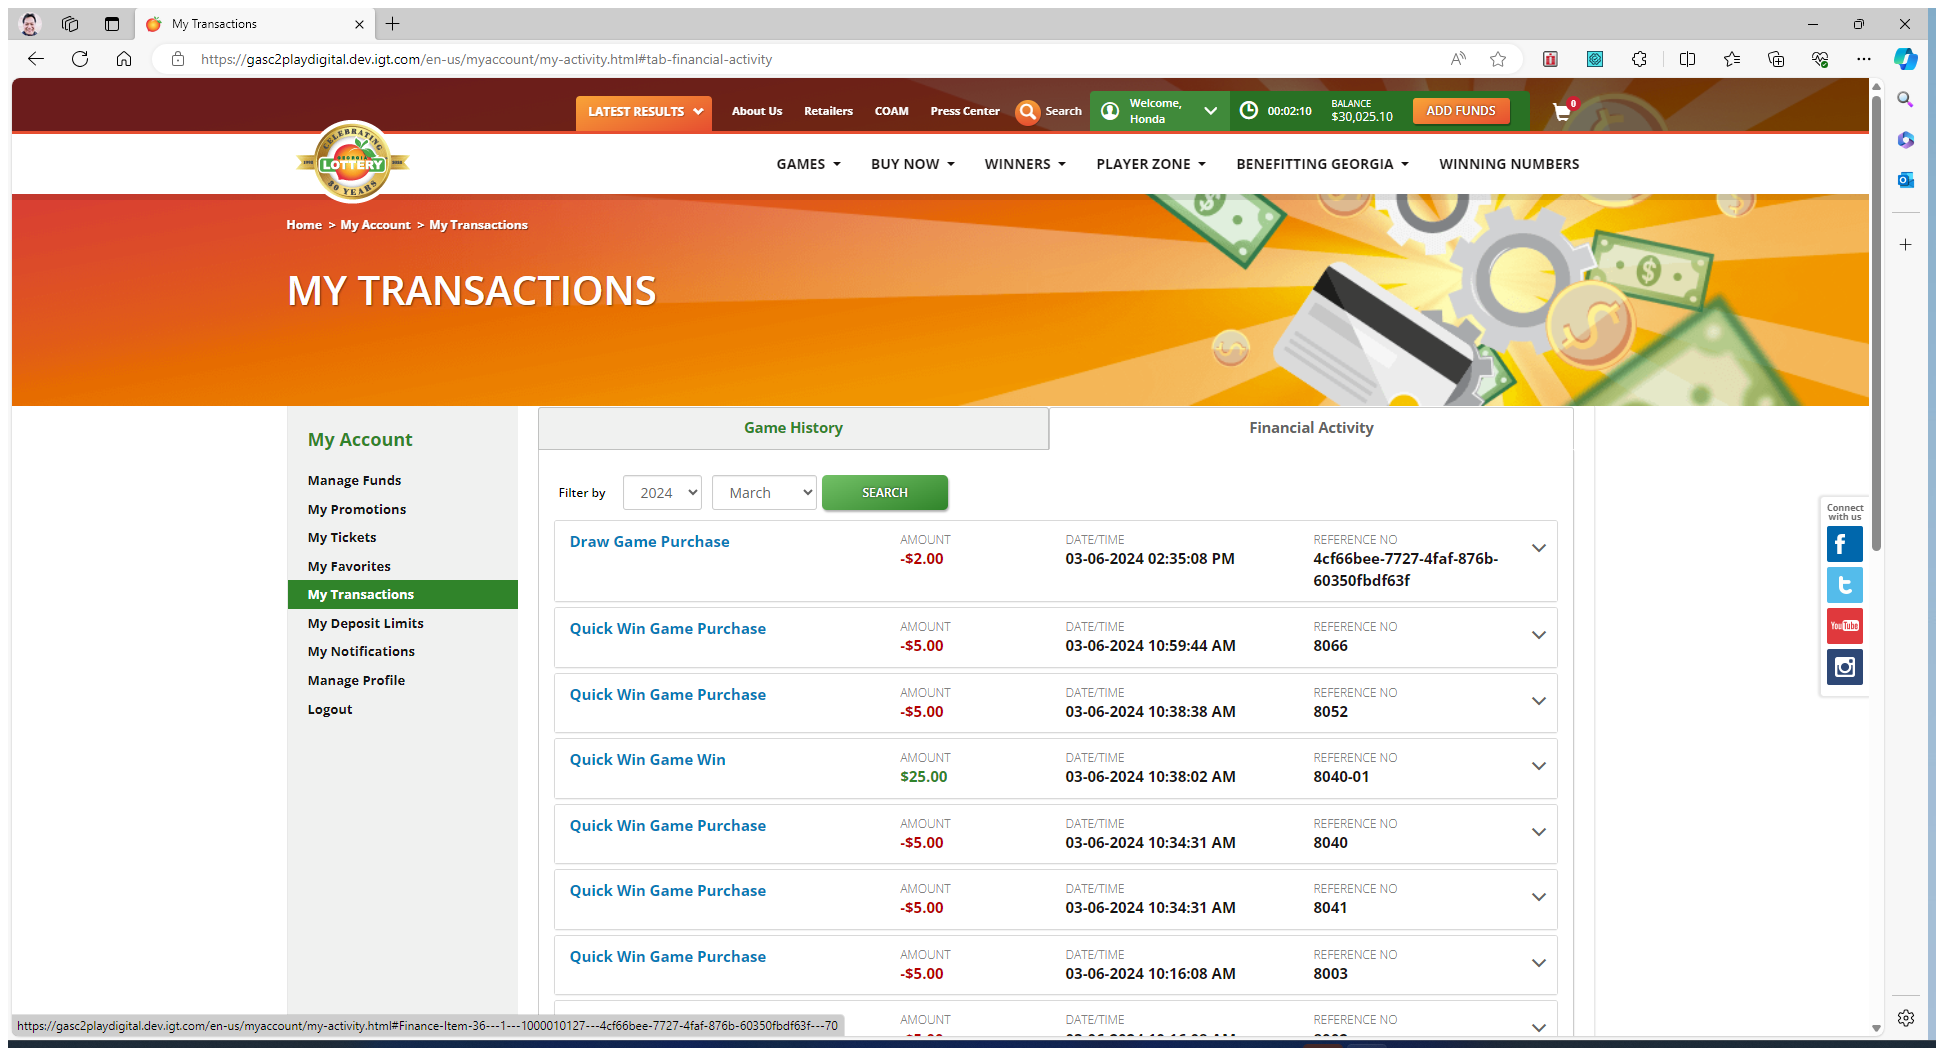 My Transactions
https://gasc2playdigital.dev.igt.com/en-us/myaccount/my-activity.html#tab-financial-activity
LATEST RESULTS
About Us
Retailers
COAM
Press Center
Search
Welcome,
Honda
00:02:10
BALANCE
$30,025.10
ADD FUNDS
0
CELEBRATING
GEORGIA
LOTTERY
30 YEARS
GAMES
BUY NOW
WINNERS
PLAYER ZONE
BENEFITTING GEORGIA
WINNING NUMBERS
Home > My Account > My Transactions
MY TRANSACTIONS
My Account
Manage Funds
My Promotions
My Tickets
My Favorites
My Transactions
My Deposit Limits
My Notifications
Manage Profile
Logout
Game History
Financial Activity
Filter by
2024
March
SEARCH
Draw Game Purchase
AMOUNT
-$2.00
DATE/TIME
03-06-2024 02:35:08 PM
REFERENCE NO
4cf66bee-7727-4faf-876b-
60350fbdf63f
Quick Win Game Purchase
AMOUNT
-$5.00
DATE/TIME
03-06-2024 10:59:44 AM
REFERENCE NO
8066
Quick Win Game Purchase
AMOUNT
-$5.00
DATE/TIME
03-06-2024 10:38:38 AM
REFERENCE NO
8052
Quick Win Game Win
AMOUNT
$25.00
DATE/TIME
03-06-2024 10:38:02 AM
REFERENCE NO
8040-01
Quick Win Game Purchase
AMOUNT
-$5.00
DATE/TIME
03-06-2024 10:34:31 AM
REFERENCE NO
8040
Quick Win Game Purchase
AMOUNT
-$5.00
DATE/TIME
03-06-2024 10:34:31 AM
REFERENCE NO
8041
Quick Win Game Purchase
AMOUNT
-$5.00
DATE/TIME
03-06-2024 10:16:08 AM
REFERENCE NO
8003
AMOUNT
DATE/TIME
REFERENCE NO
Connect
with us
YouTube
https://gasc2playdigital.dev.igt.com/en-us/myaccount/my-activity.html#Finance-Item-36---1---1000010127---4cf66bee-7727-4faf-876b-60350fbdf63f---70